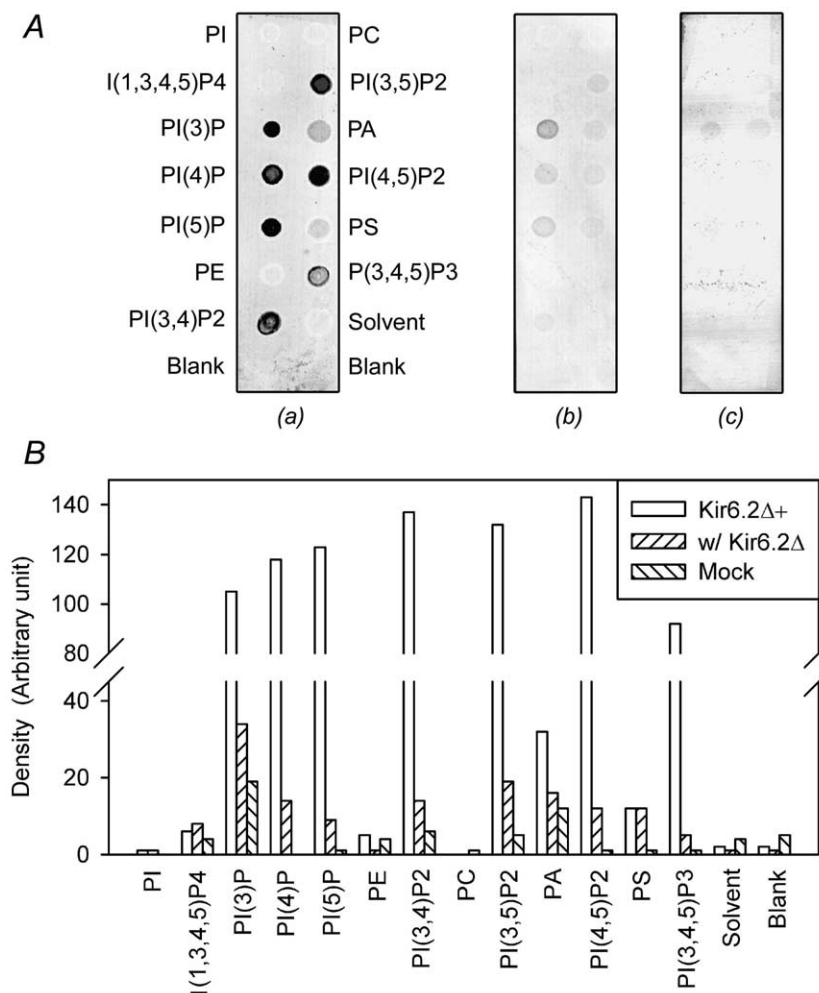 A
PI PC
I(1,3,4,5)P4 PI(3,5)P2
PI(3)P PA
PI(4)P PI(4,5)P2
PI(5)P PS
PE P(3,4,5)P3
PI(3,4)P2 Solvent
Blank Blank
(a) (b) (c)
B
Density (Arbitrary unit)
140
120
100
80
40
20
0
Kir6.2Δ+
w/ Kir6.2Δ
Mock
PI
I(1,3,4,5)P4
PI(3)P
PI(4)P
PI(5)P
PE
PI(3,4)P2
PC
PI(3,5)P2
PA
PI(4,5)P2
PS
PI(3,4,5)P3
Solvent
Blank